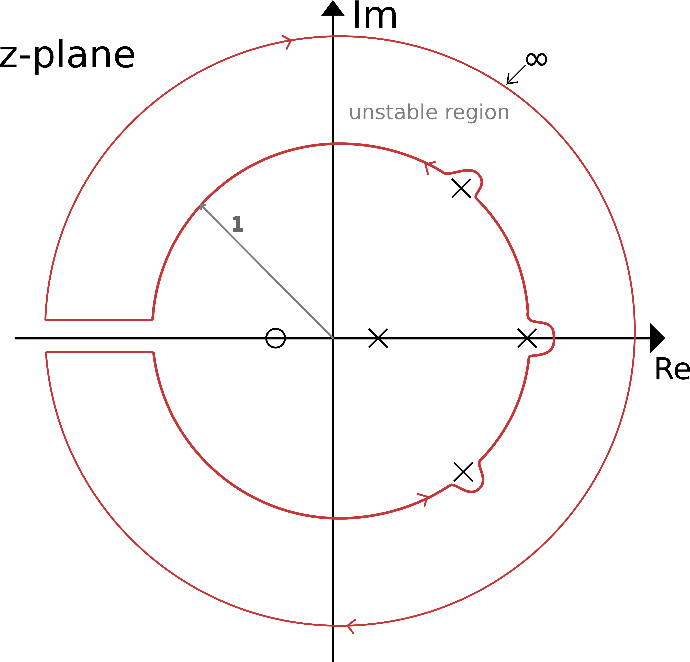 Im
z-plane
∞
unstable region
1
Re